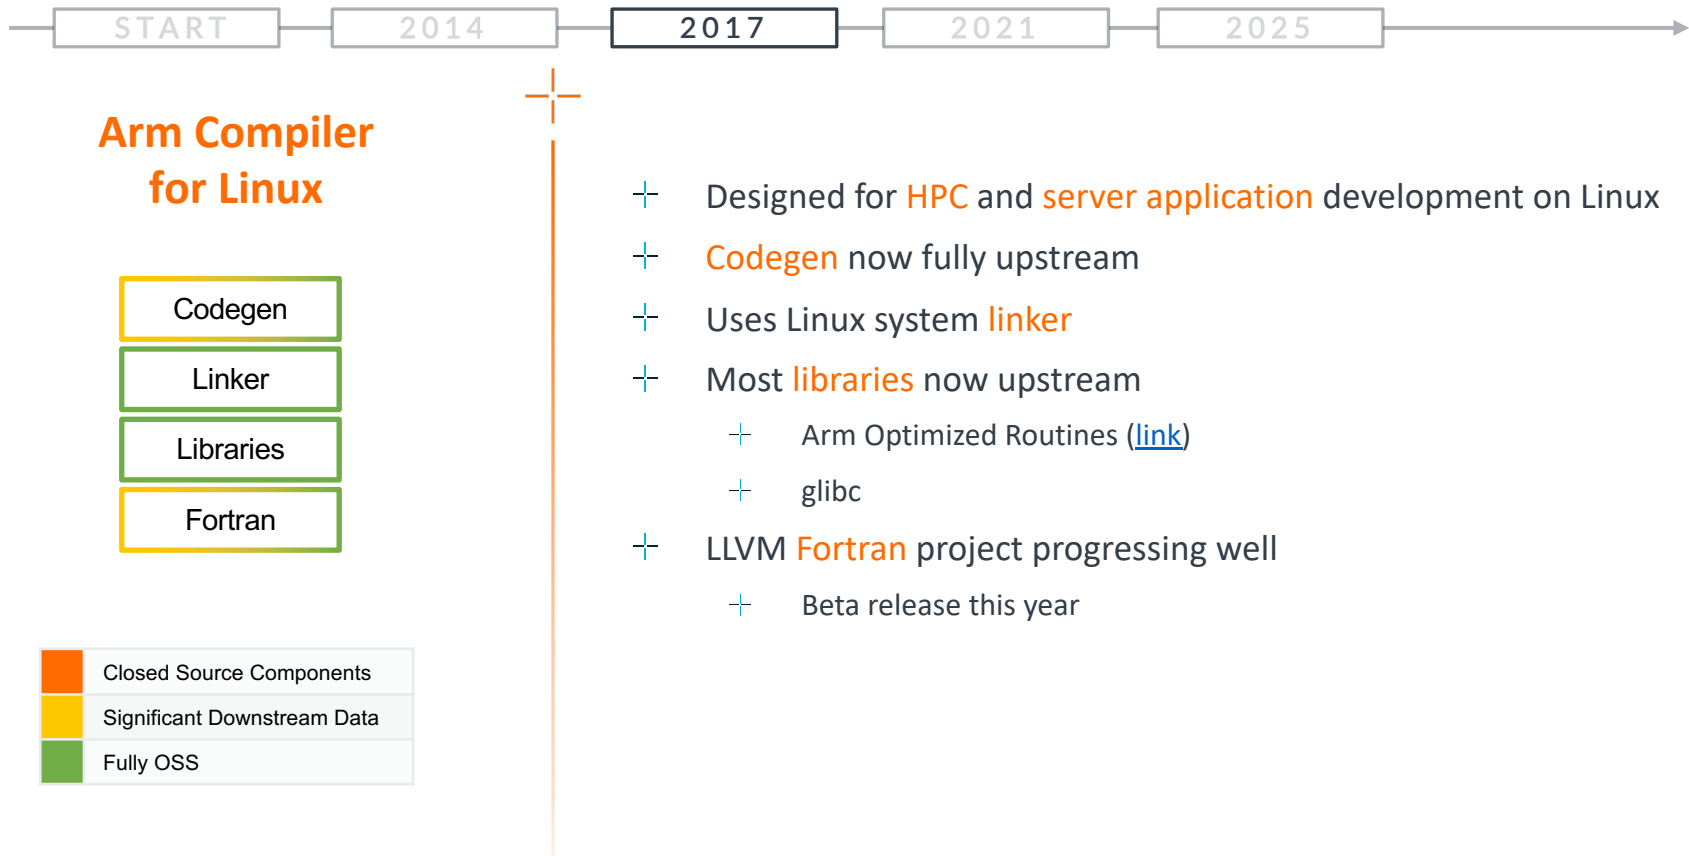 START
2014
2017
2021
2025
Arm Compiler
for Linux
Codegen
Linker
Libraries
Fortran
Closed Source Components
Significant Downstream Data
Fully OSS
Designed for HPC and server application development on Linux
Codegen now fully upstream
Uses Linux system linker
Most libraries now upstream
Arm Optimized Routines (link)
glibc
LLVM Fortran project progressing well
Beta release this year